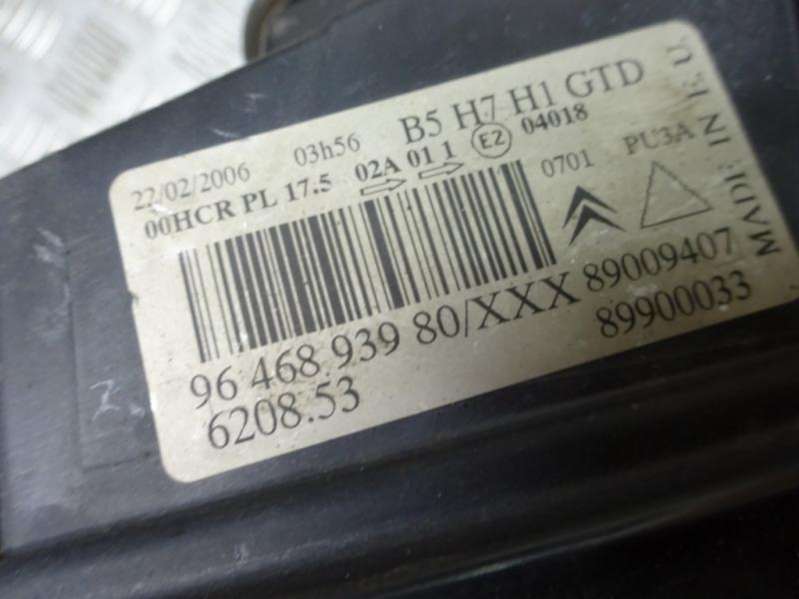 B5 H7 H1 GTD
22/02/2006 03h56 02A 01 1 E2 04018
00HCR PL 17.5
0701 PU3A
MADE IN E.U.
96 468 939 80/XXX 89009407
6208.53 89900033